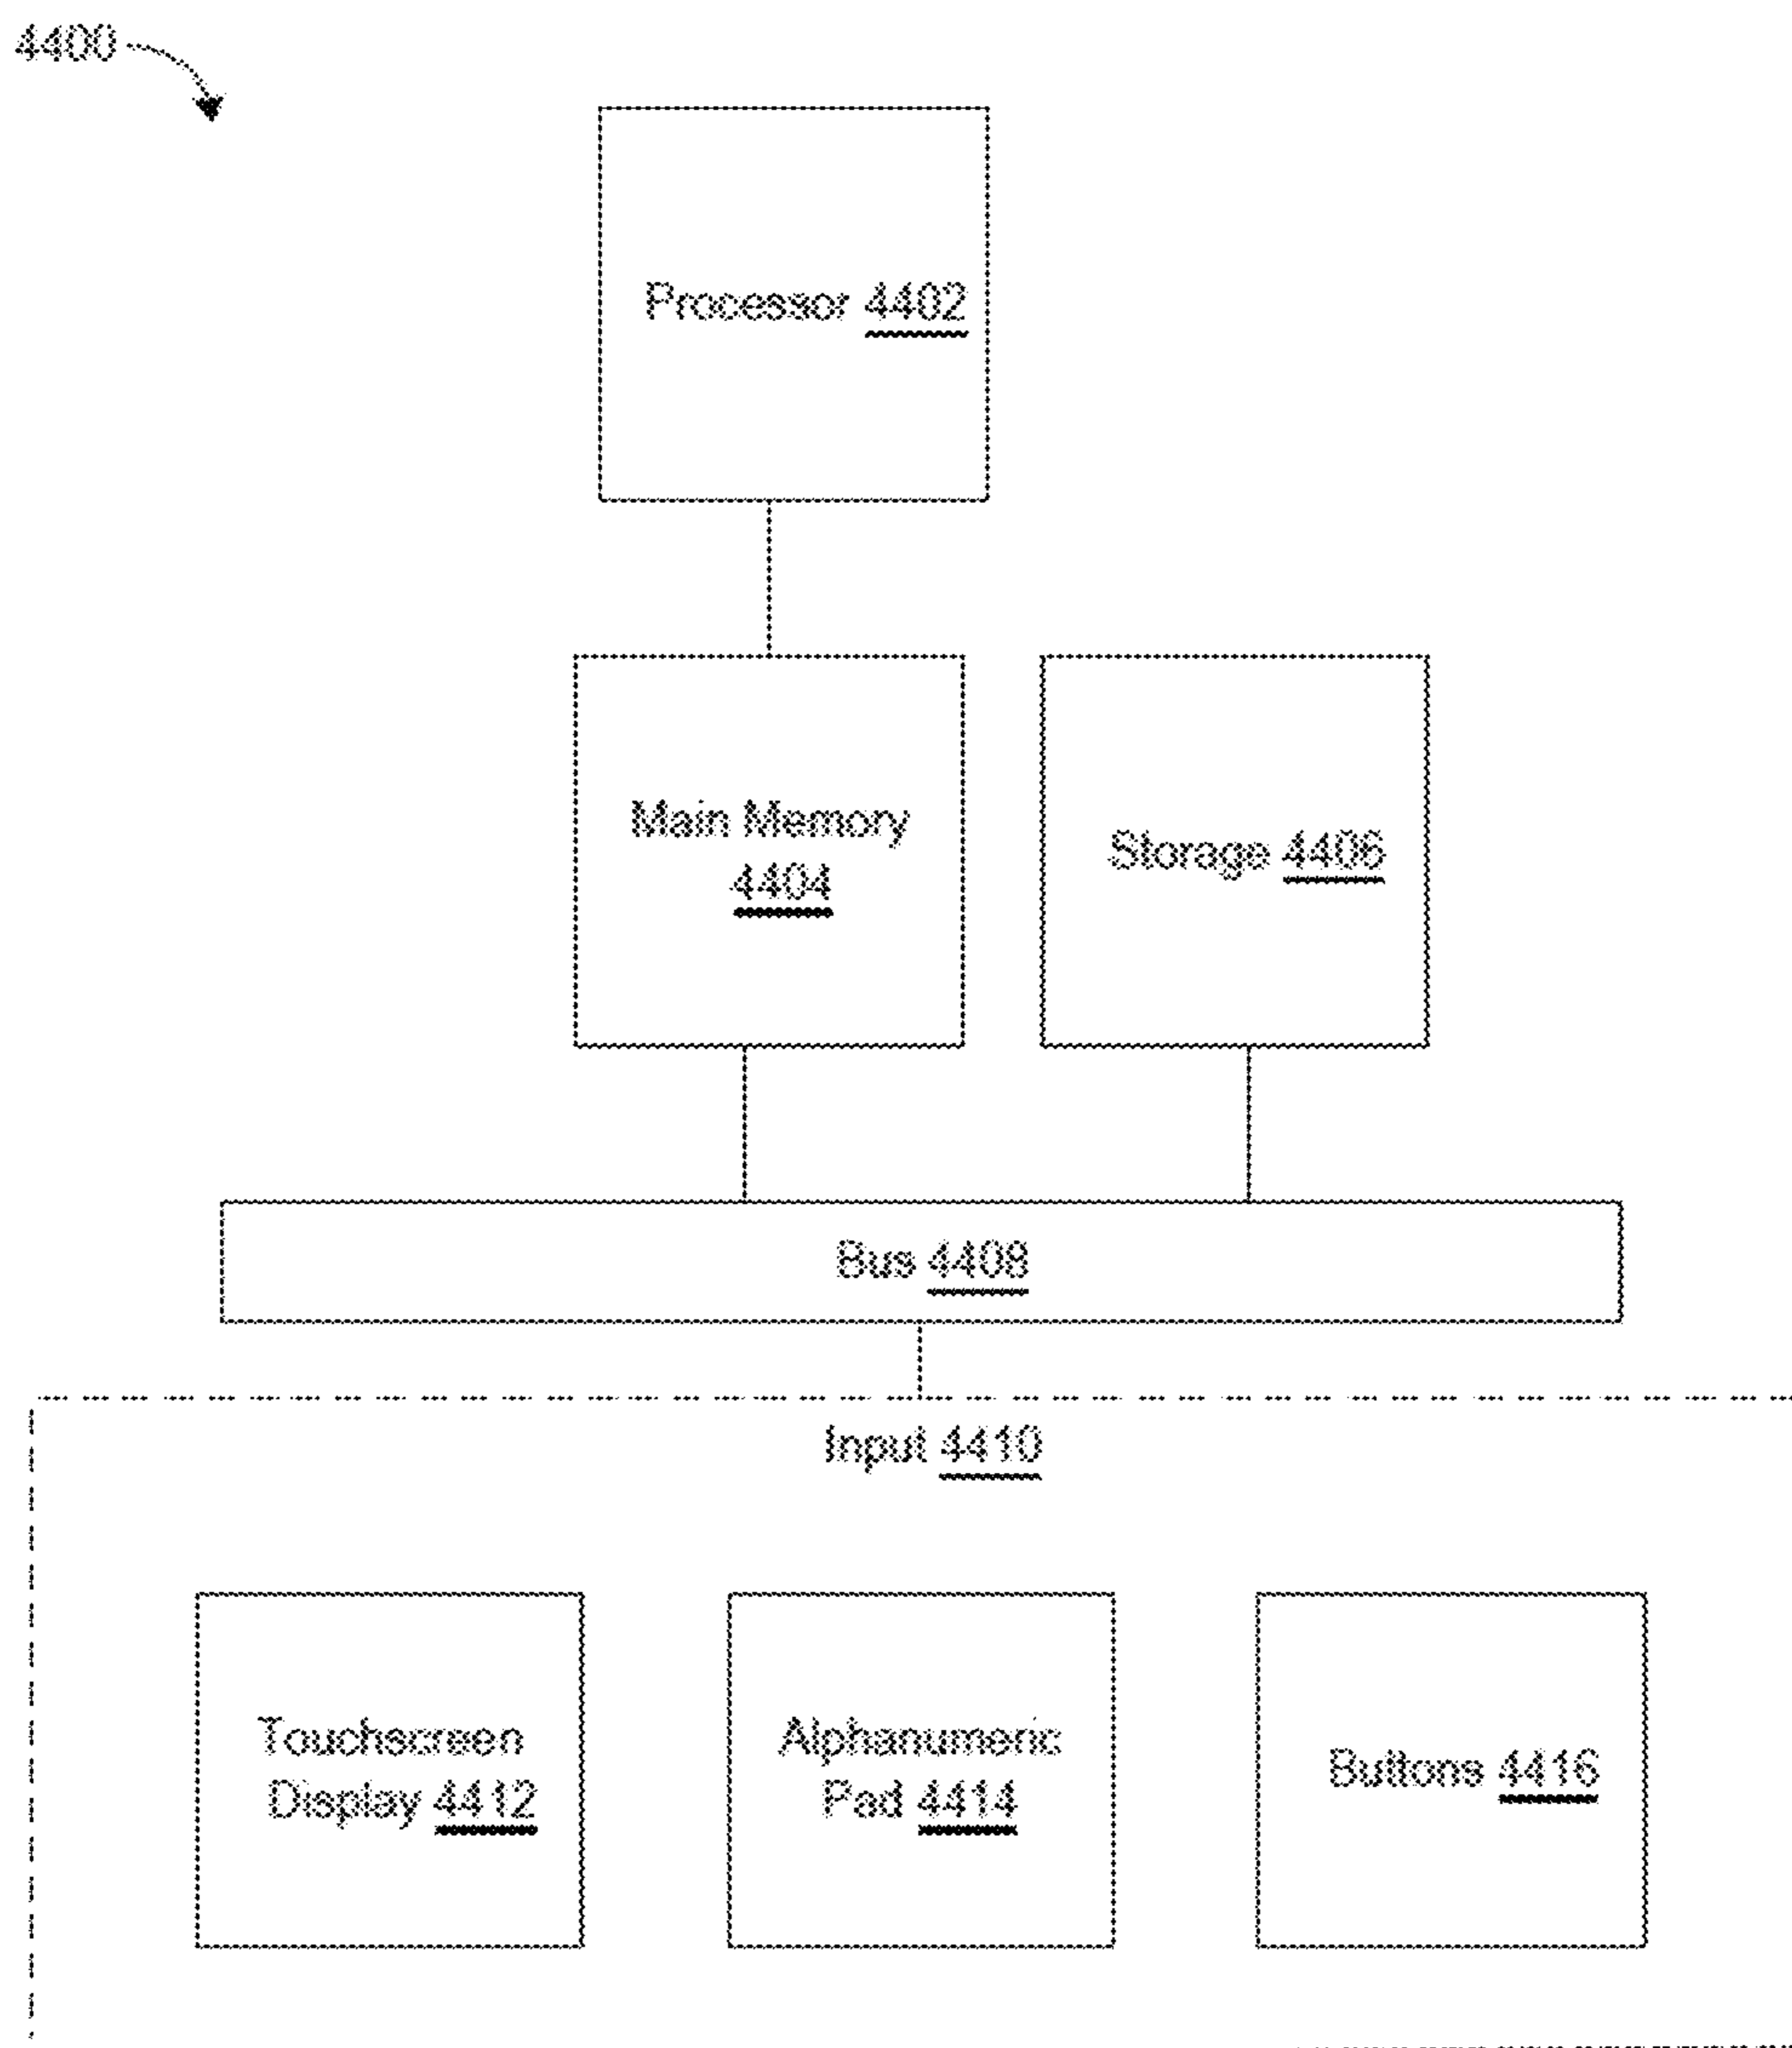 4400
Processor 4402
Main Memory
4404
Storage 4406
Bus 4408
Input 4410
Touchscreen
Display 4412
Alphanumeric
Pad 4414
Buttons 4416